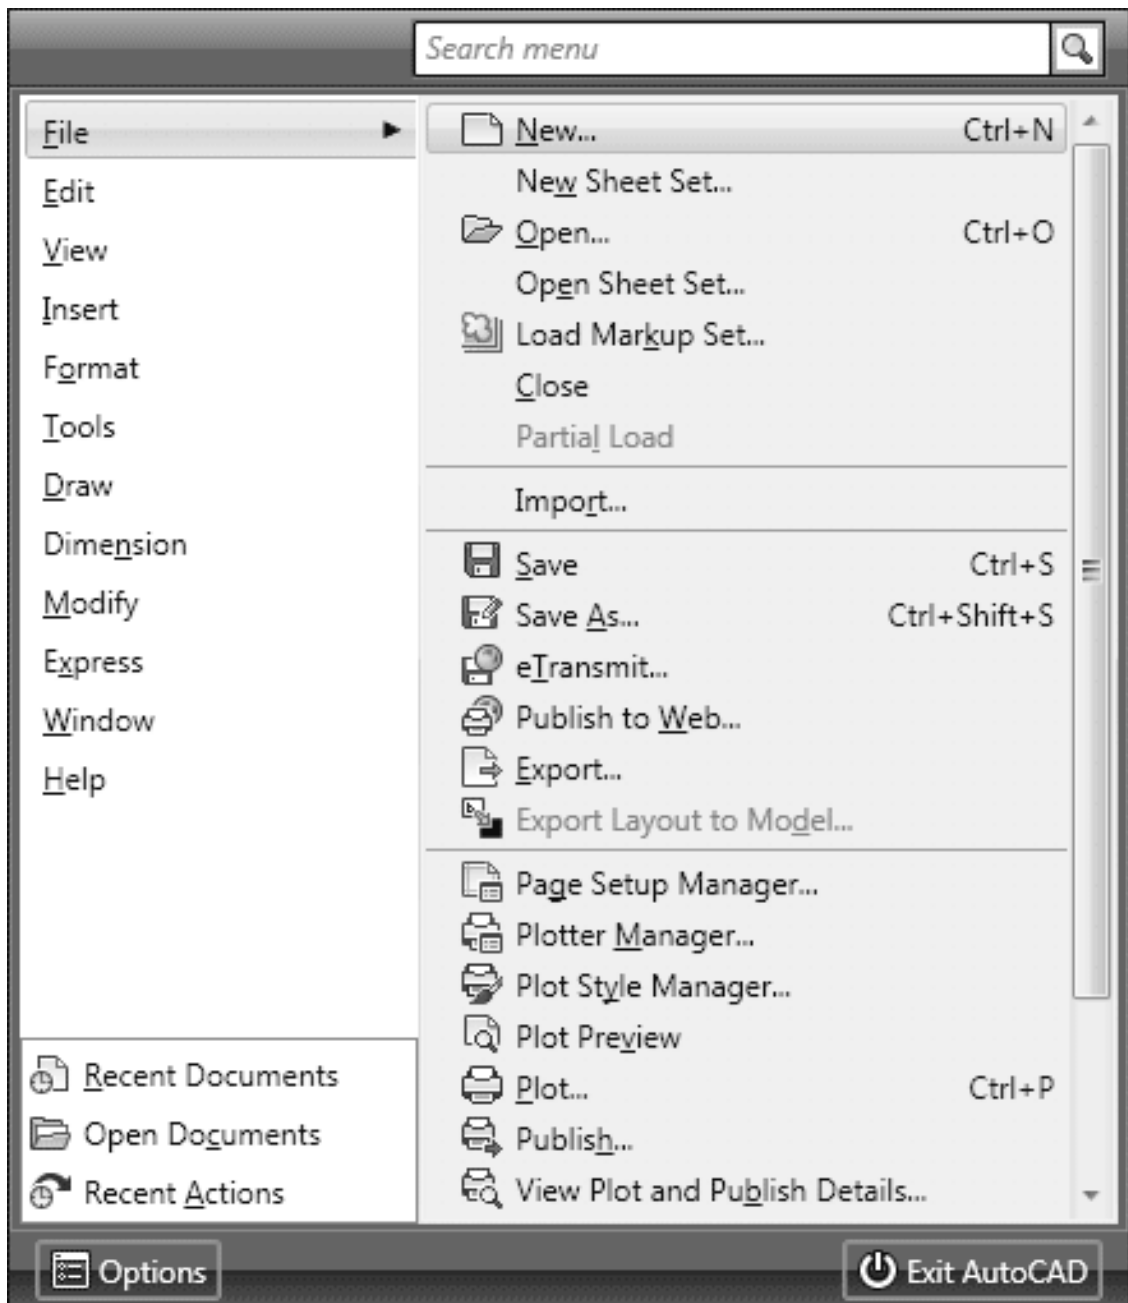 Search menu
File
Edit
View
Insert
Format
Tools
Draw
Dimension
Modify
Express
Window
Help
Recent Documents
Open Documents
Recent Actions
New... Ctrl+N
New Sheet Set...
Open... Ctrl+O
Open Sheet Set...
Load Markup Set...
Close
Partial Load
Import...
Save Ctrl+S
Save As... Ctrl+Shift+S
eTransmit...
Publish to Web...
Export...
Export Layout to Model...
Page Setup Manager...
Plotter Manager...
Plot Style Manager...
Plot Preview
Plot... Ctrl+P
Publish...
View Plot and Publish Details...
Options
Exit AutoCAD